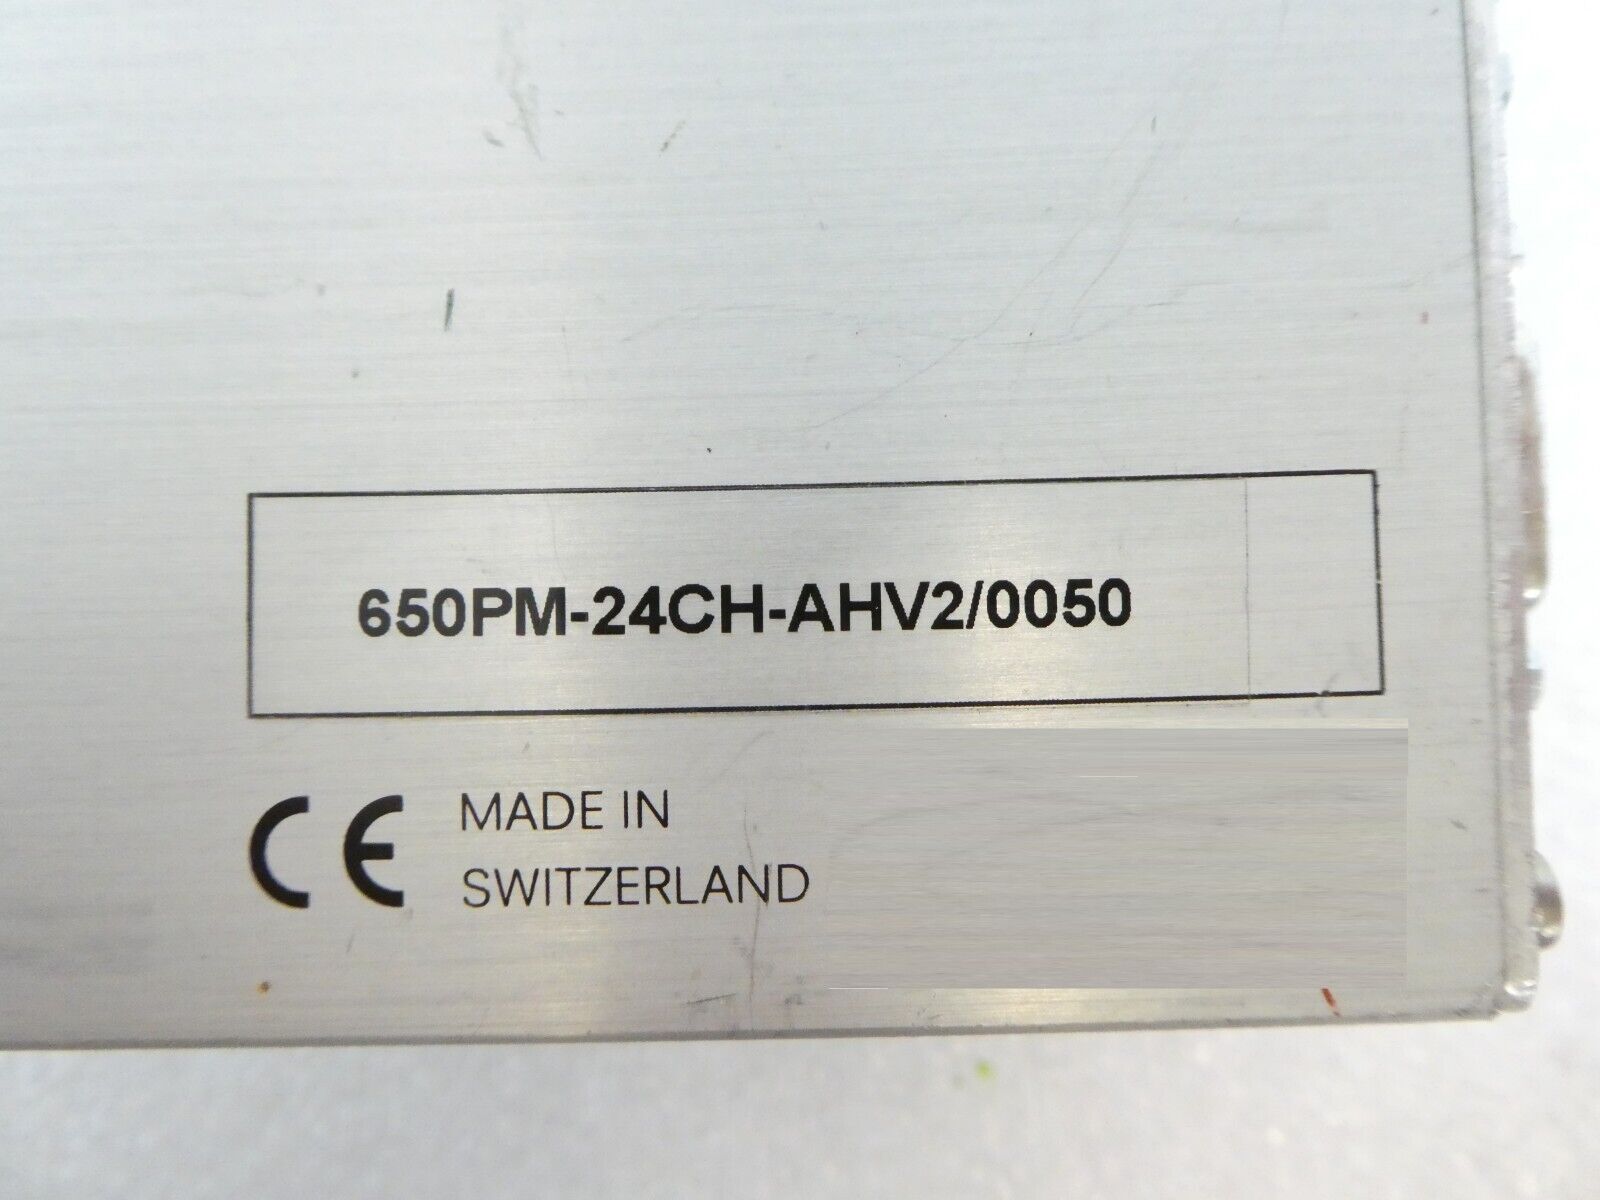 650PM-24CH-AHV2/0050
CE MADE IN
SWITZERLAND